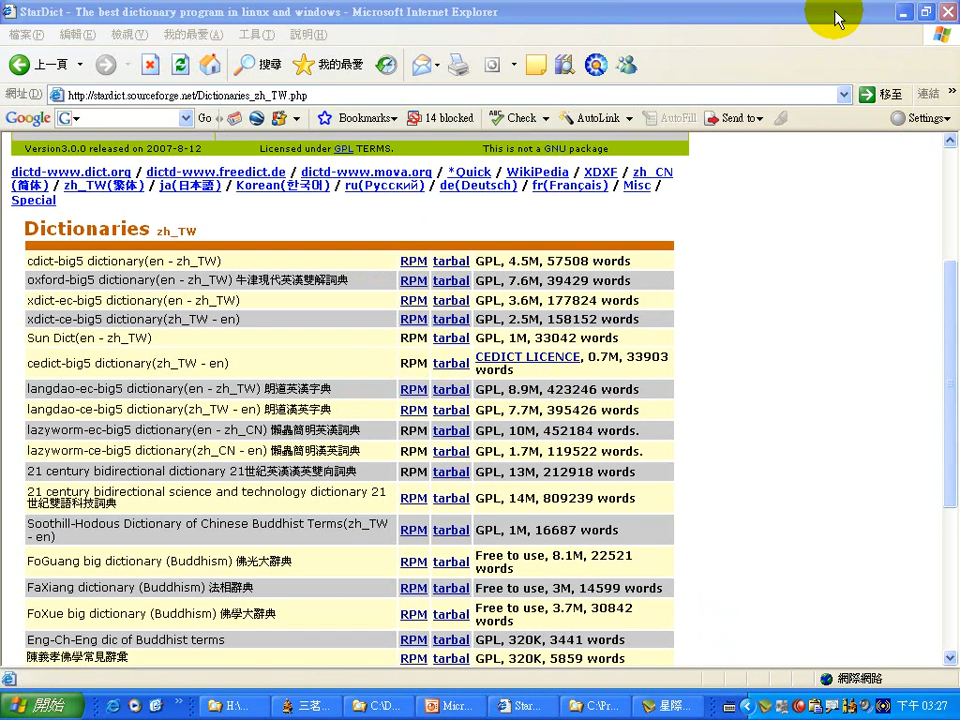 StarDict - The best dictionary program in linux and windows - Microsoft Internet Explorer
檔案(F) 編輯(E) 檢視(V) 我的最愛(A) 工具(T) 說明(H)
上一頁 搜尋 我的最愛
網址(D) http://stardict.sourceforge.net/Dictionaries_zh_TW.php 移至 連結 »
Google G Go Bookmarks 14 blocked Check AutoLink AutoFill Send to Settings
Version3.0.0 released on 2007-8-12 Licensed under GPL TERMS. This is not a GNU package
dictd-www.dict.org / dictd-www.freedict.de / dictd-www.mova.org / *Quick / WikiPedia / XDXF / zh_CN
(简体) / zh_TW(繁体) / ja(日本語) / Korean(한국어) / ru(Русский) / de(Deutsch) / fr(Français) / Misc /
Special
Dictionaries zh_TW
cdict-big5 dictionary(en - zh_TW) RPM tarbal GPL, 4.5M, 57508 words
oxford-big5 dictionary(en - zh_TW) 牛津現代英漢雙解詞典 RPM tarbal GPL, 7.6M, 39429 words
xdict-ec-big5 dictionary(en - zh_TW) RPM tarbal GPL, 3.6M, 177824 words
xdict-ce-big5 dictionary(zh_TW - en) RPM tarbal GPL, 2.5M, 158152 words
Sun Dict(en - zh_TW) RPM tarbal GPL, 1M, 33042 words
cedict-big5 dictionary(zh_TW - en) RPM tarbal CEDICT LICENCE, 0.7M, 33903
words
langdao-ec-big5 dictionary(en - zh_TW) 朗道英漢字典 RPM tarbal GPL, 8.9M, 423246 words
langdao-ce-big5 dictionary(zh_TW - en) 朗道漢英字典 RPM tarbal GPL, 7.7M, 395426 words
lazyworm-ec-big5 dictionary(en - zh_CN) 懶蟲簡明英漢詞典 RPM tarbal GPL, 10M, 452184 words.
lazyworm-ce-big5 dictionary(zh_CN - en) 懶蟲簡明漢英詞典 RPM tarbal GPL, 1.7M, 119522 words.
21 century bidirectional dictionary 21世紀英漢漢英雙向詞典 RPM tarbal GPL, 13M, 212918 words
21 century bidirectional science and technology dictionary 21
世紀雙語科技詞典 RPM tarbal GPL, 14M, 809239 words
Soothill-Hodous Dictionary of Chinese Buddhist Terms(zh_TW
- en) RPM tarbal GPL, 1M, 16687 words
FoGuang big dictionary (Buddhism) 佛光大辭典 RPM tarbal Free to use, 8.1M, 22521
words
FaXiang dictionary (Buddhism) 法相辭典 RPM tarbal Free to use, 3M, 14599 words
FoXue big dictionary (Buddhism) 佛學大辭典 RPM tarbal Free to use, 3.7M, 30842
words
Eng-Ch-Eng dic of Buddhist terms RPM tarbal GPL, 320K, 3441 words
陳義孝佛學常見辭彙 RPM tarbal GPL, 320K, 5859 words
網際網路
開始 » H:\... 三茗... C:\D... Micr... Star... C:\Pr... 星際... 下午 03:27